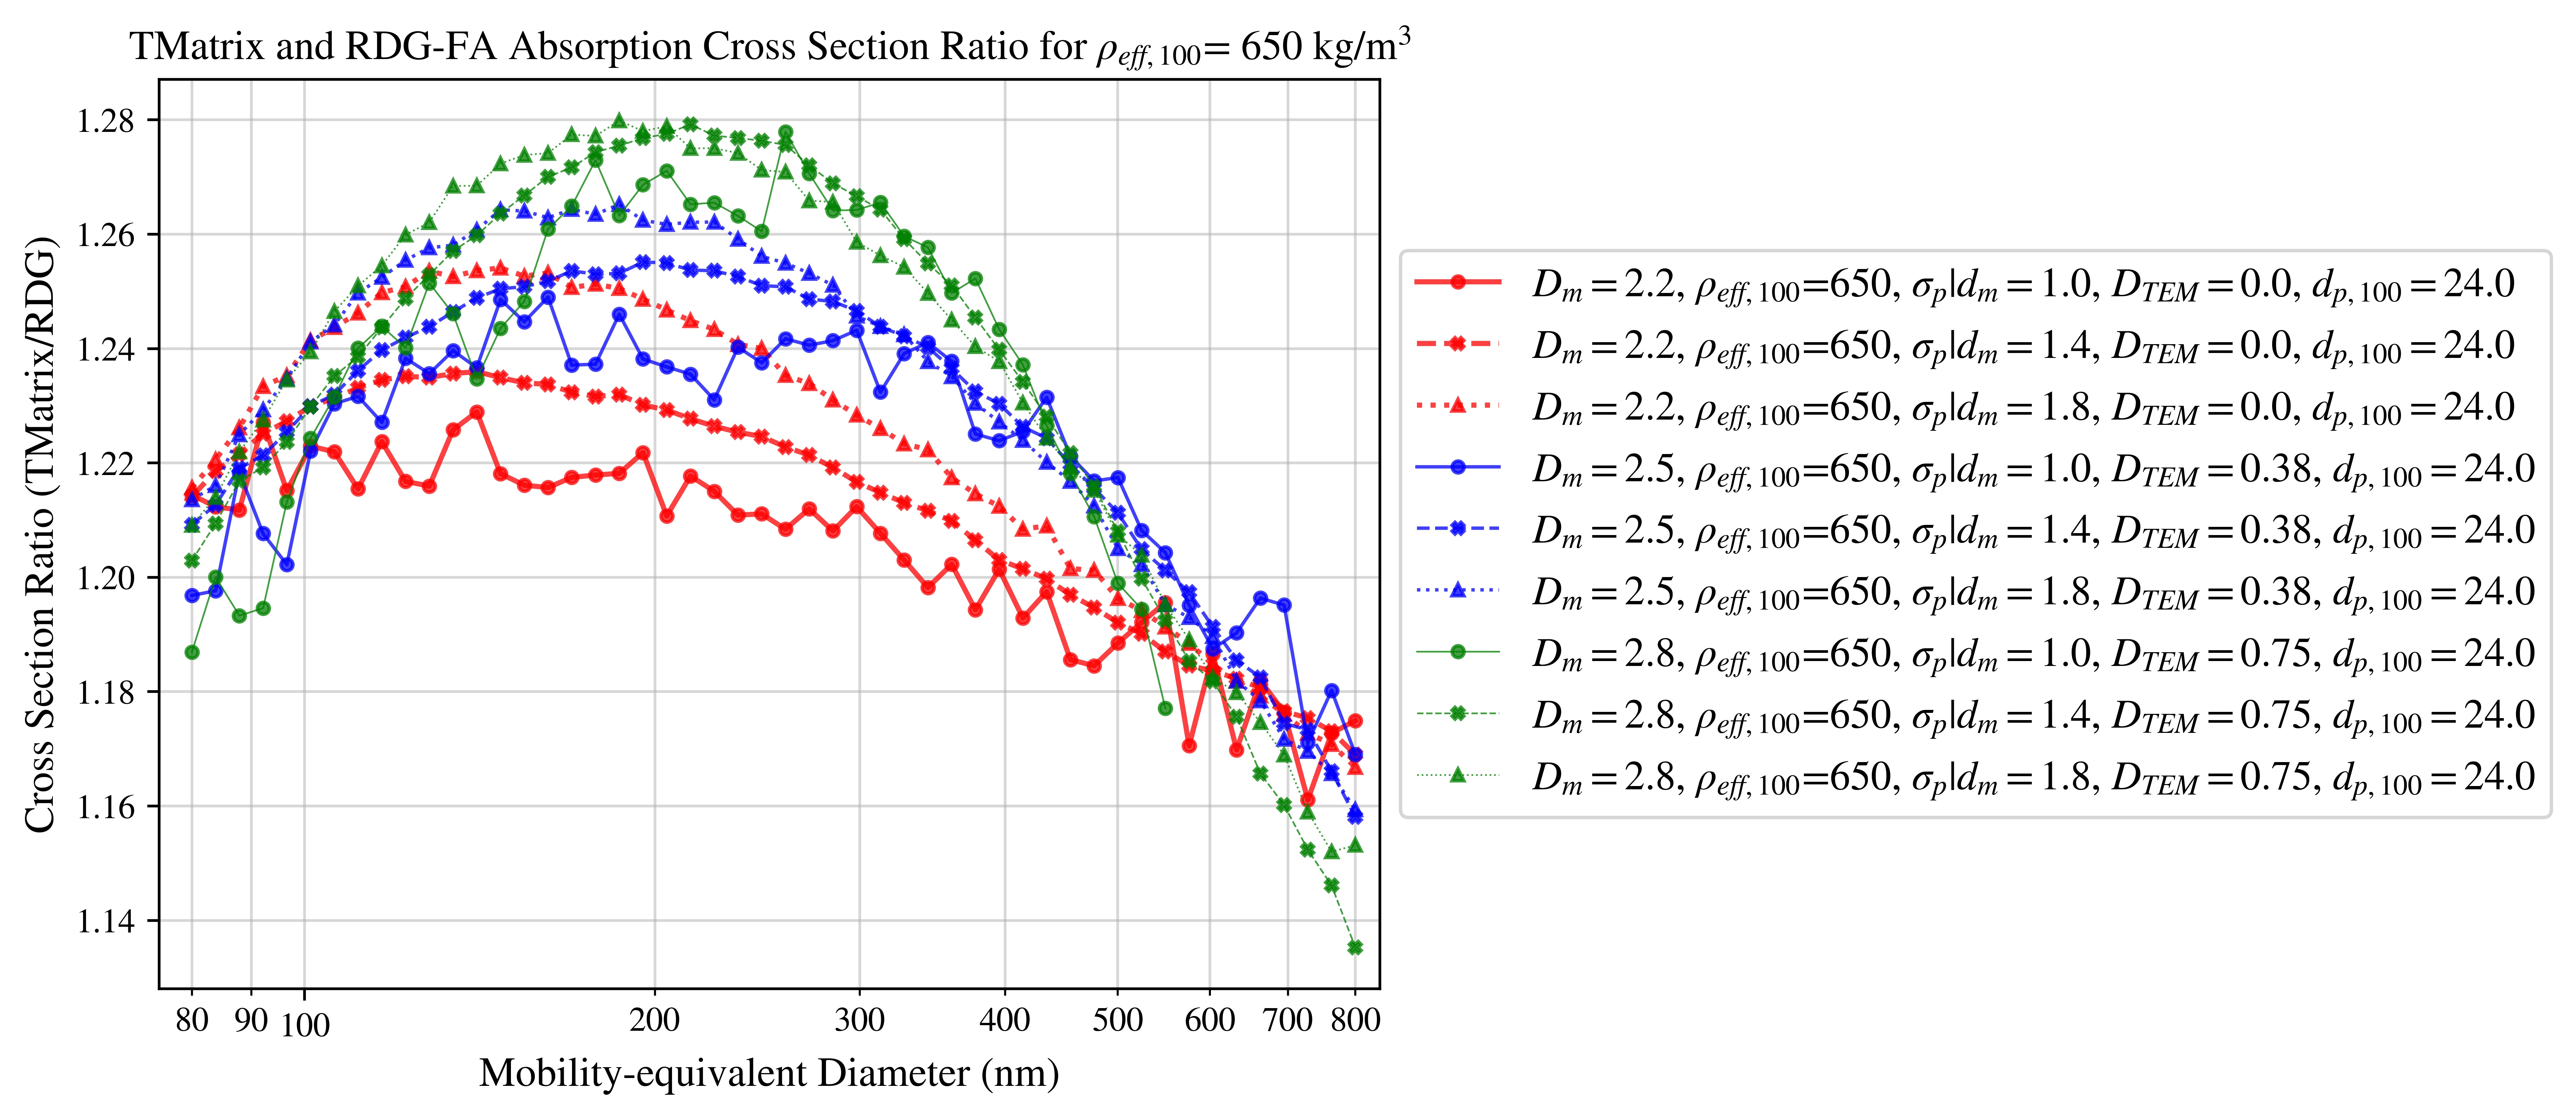 TMatrix and RDG-FA Absorption Cross Section Ratio for ρeff, 100= 650 kg/m³
Cross Section Ratio (TMatrix/RDG)
1.28
1.26
1.24
1.22
1.20
1.18
1.16
1.14
80 90 100 200 300 400 500 600 700 800
Mobility-equivalent Diameter (nm)
Dm = 2.2, ρeff, 100=650, σp|dm = 1.0, DTEM = 0.0, dp, 100 = 24.0
Dm = 2.2, ρeff, 100=650, σp|dm = 1.4, DTEM = 0.0, dp, 100 = 24.0
Dm = 2.2, ρeff, 100=650, σp|dm = 1.8, DTEM = 0.0, dp, 100 = 24.0
Dm = 2.5, ρeff, 100=650, σp|dm = 1.0, DTEM = 0.38, dp, 100 = 24.0
Dm = 2.5, ρeff, 100=650, σp|dm = 1.4, DTEM = 0.38, dp, 100 = 24.0
Dm = 2.5, ρeff, 100=650, σp|dm = 1.8, DTEM = 0.38, dp, 100 = 24.0
Dm = 2.8, ρeff, 100=650, σp|dm = 1.0, DTEM = 0.75, dp, 100 = 24.0
Dm = 2.8, ρeff, 100=650, σp|dm = 1.4, DTEM = 0.75, dp, 100 = 24.0
Dm = 2.8, ρeff, 100=650, σp|dm = 1.8, DTEM = 0.75, dp, 100 = 24.0